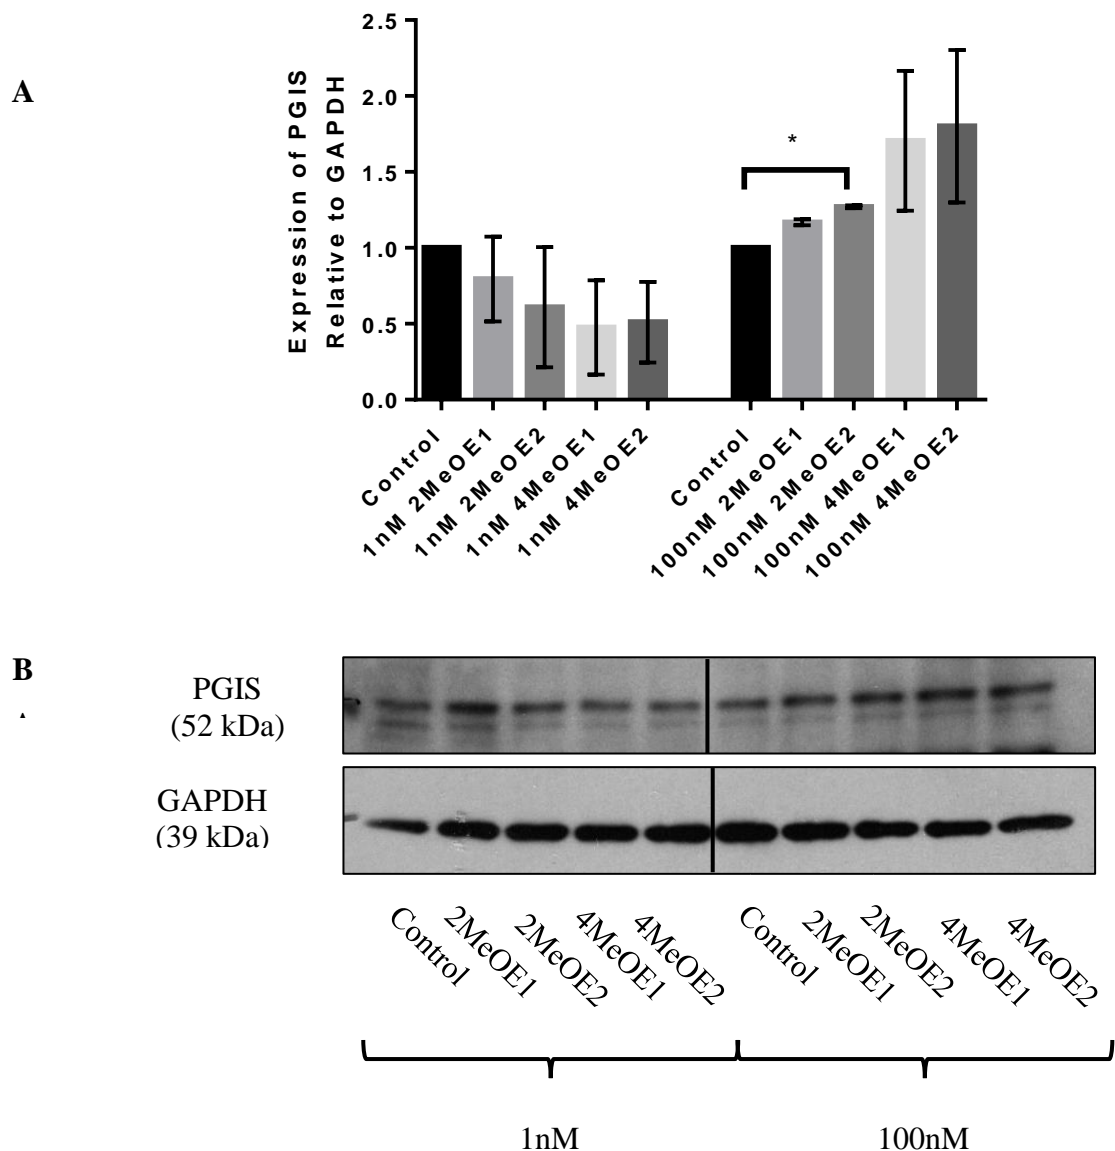 A
Expression of PGIS
Relative to GAPDH
2.5
2.0
1.5
1.0
0.5
0.0
*
Control
1nM 2MeOE1
1nM 2MeOE2
1nM 4MeOE1
1nM 4MeOE2
Control
100nM 2MeOE1
100nM 2MeOE2
100nM 4MeOE1
100nM 4MeOE2
B
PGIS
(52 kDa)
GAPDH
(39 kDa)
Control
2MeOE1
2MeOE2
4MeOE1
4MeOE2
Control
2MeOE1
2MeOE2
4MeOE1
4MeOE2
1nM
100nM